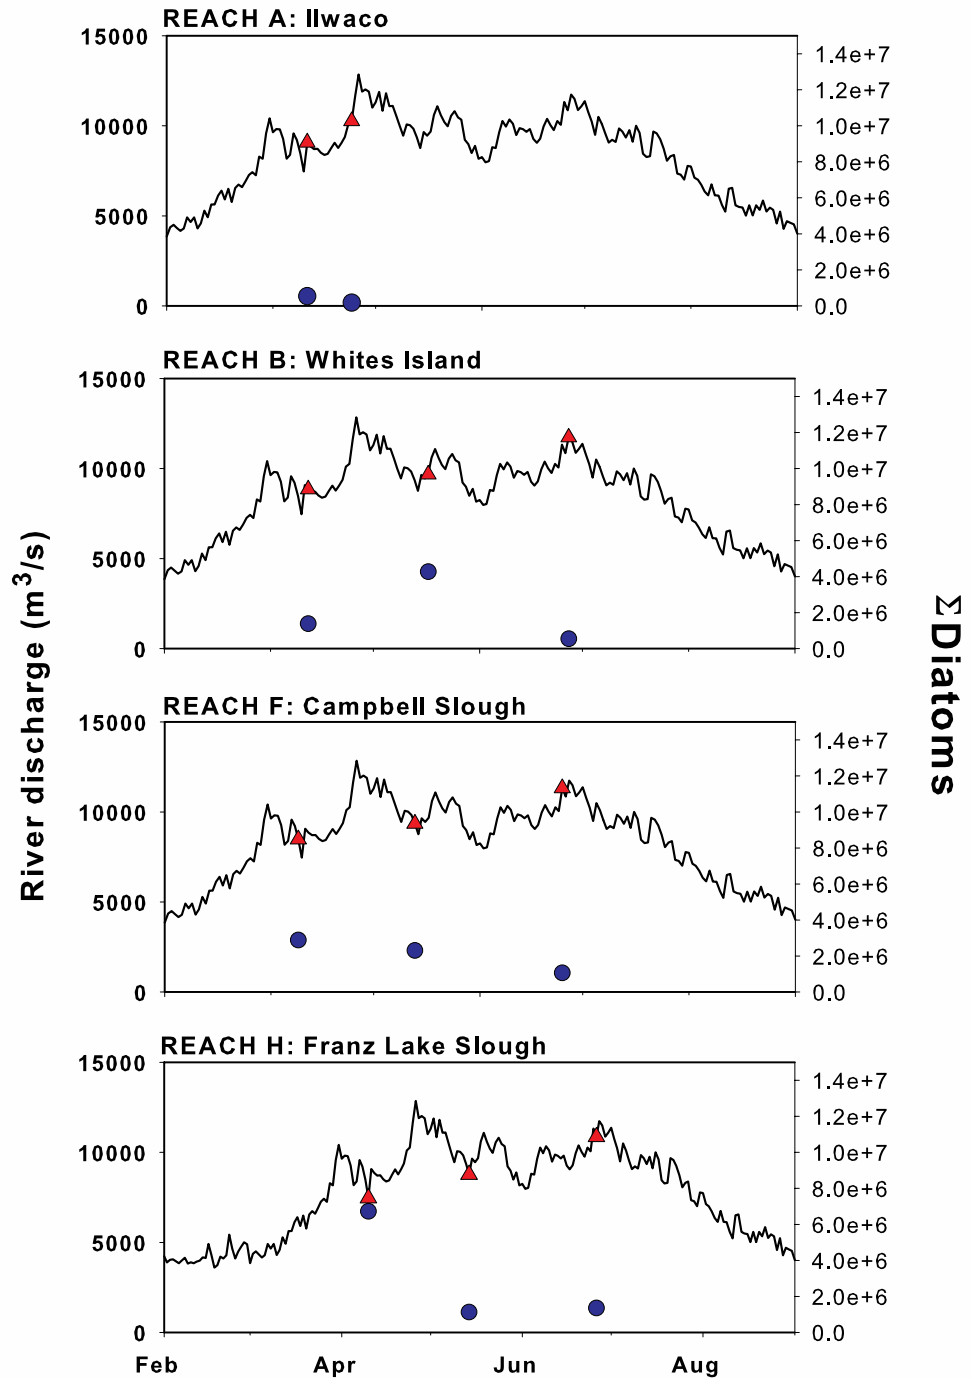 REACH A: Ilwaco
15000
10000
5000
0
1.4e+7
1.2e+7
1.0e+7
8.0e+6
6.0e+6
4.0e+6
2.0e+6
0.0
REACH B: Whites Island
15000
10000
5000
0
1.4e+7
1.2e+7
1.0e+7
8.0e+6
6.0e+6
4.0e+6
2.0e+6
0.0
River discharge (m³/s)
Σ Diatoms
REACH F: Campbell Slough
15000
10000
5000
0
1.4e+7
1.2e+7
1.0e+7
8.0e+6
6.0e+6
4.0e+6
2.0e+6
0.0
REACH H: Franz Lake Slough
15000
10000
5000
0
1.4e+7
1.2e+7
1.0e+7
8.0e+6
6.0e+6
4.0e+6
2.0e+6
0.0
Feb Apr Jun Aug